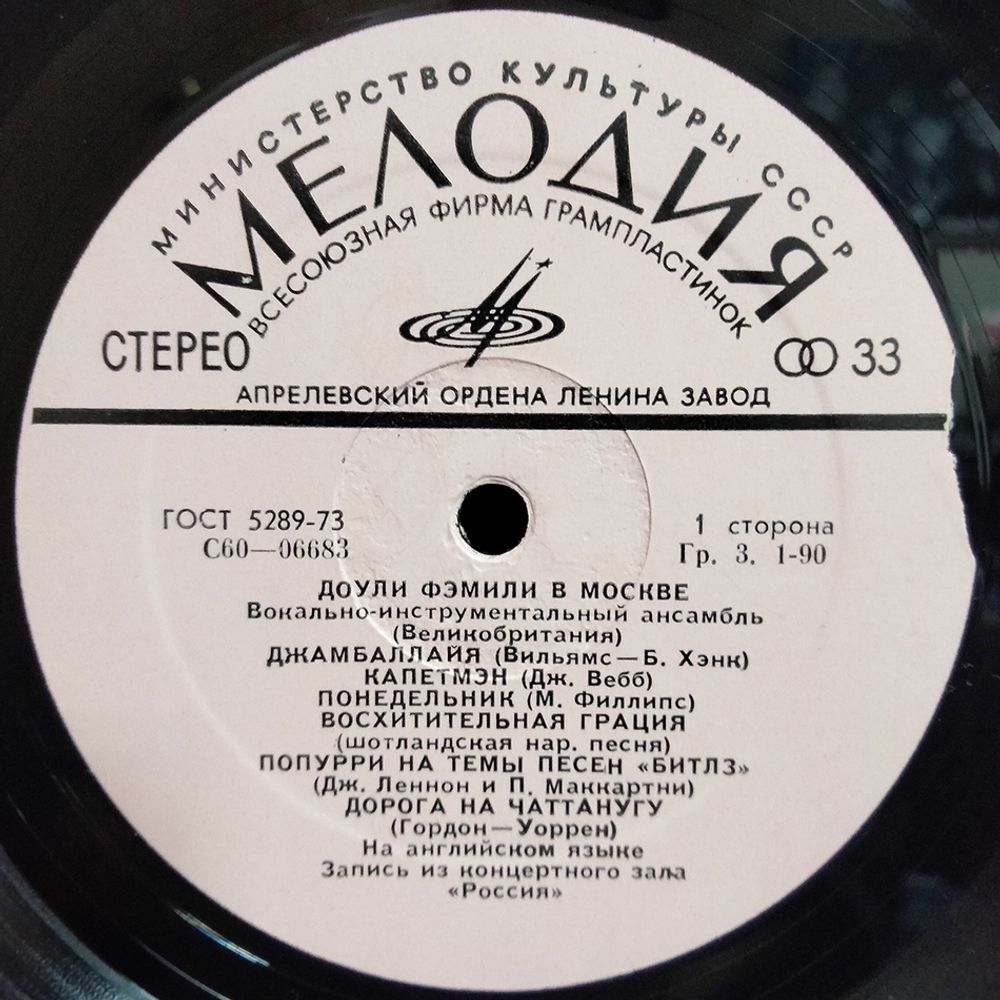 МИНИСТЕРСТВО КУЛЬТУРЫ СССР
МЕЛОДИЯ
ВСЕСОЮЗНАЯ ФИРМА ГРАМПЛАСТИНОК
СТЕРЕО
33
АПРЕЛЕВСКИЙ ОРДЕНА ЛЕНИНА ЗАВОД
ГОСТ 5289-73
1 сторона
С60—06683
Гр. 3. 1-90
ДОУЛИ ФЭМИЛИ В МОСКВЕ
Вокально-инструментальный ансамбль
(Великобритания)
ДЖАМБАЛЛАЙЯ (Вильямс—Б. Хэнк)
КАПЕТМЭН (Дж. Вебб)
ПОНЕДЕЛЬНИК (М. Филлипс)
ВОСХИТИТЕЛЬНАЯ ГРАЦИЯ
(шотландская нар. песня)
ПОПУРРИ НА ТЕМЫ ПЕСЕН «БИТЛЗ»
(Дж. Леннон и П. Маккартни)
ДОРОГА НА ЧАТТАНУГУ
(Гордон—Уоррен)
На английском языке
Запись из концертного зала
«Россия»